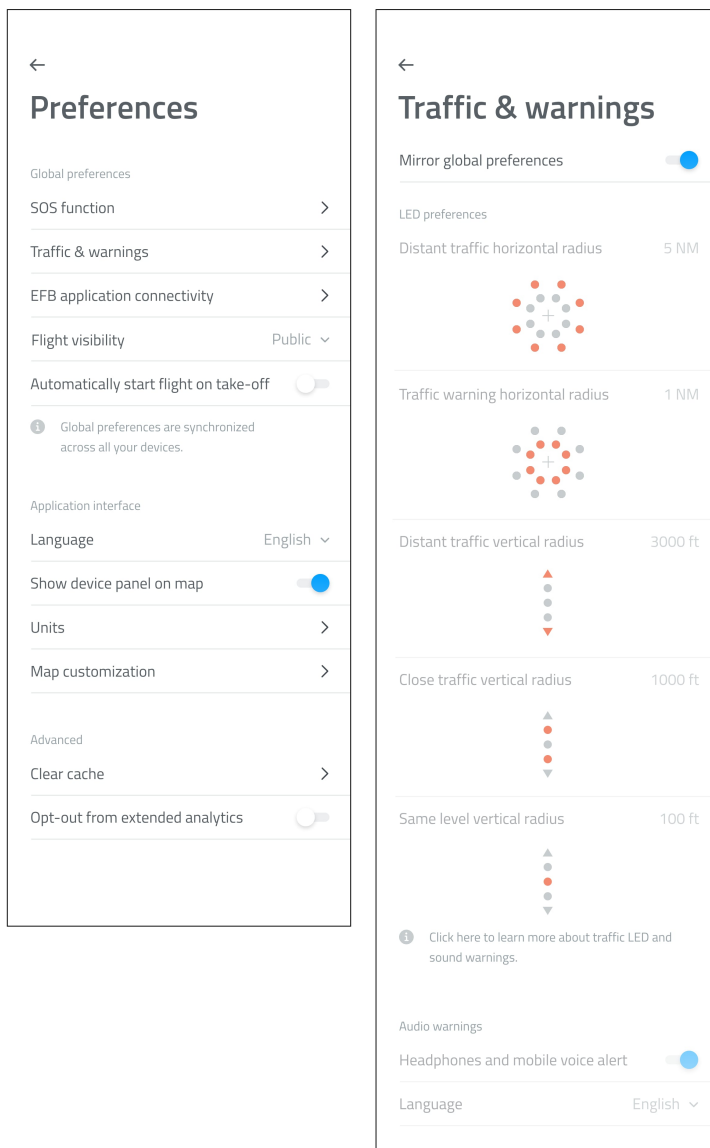 Preferences
Global preferences
SOS function
Traffic & warnings
EFB application connectivity
Flight visibility Public
Automatically start flight on take-off
Global preferences are synchronized
across all your devices.
Application interface
Language English
Show device panel on map
Units
Map customization
Advanced
Clear cache
Opt-out from extended analytics
Traffic & warnings
Mirror global preferences
LED preferences
Distant traffic horizontal radius 5 NM
Traffic warning horizontal radius 1 NM
Distant traffic vertical radius 3000 ft
Close traffic vertical radius 1000 ft
Same level vertical radius 100 ft
Click here to learn more about traffic LED and
sound warnings.
Audio warnings
Headphones and mobile voice alert
Language English